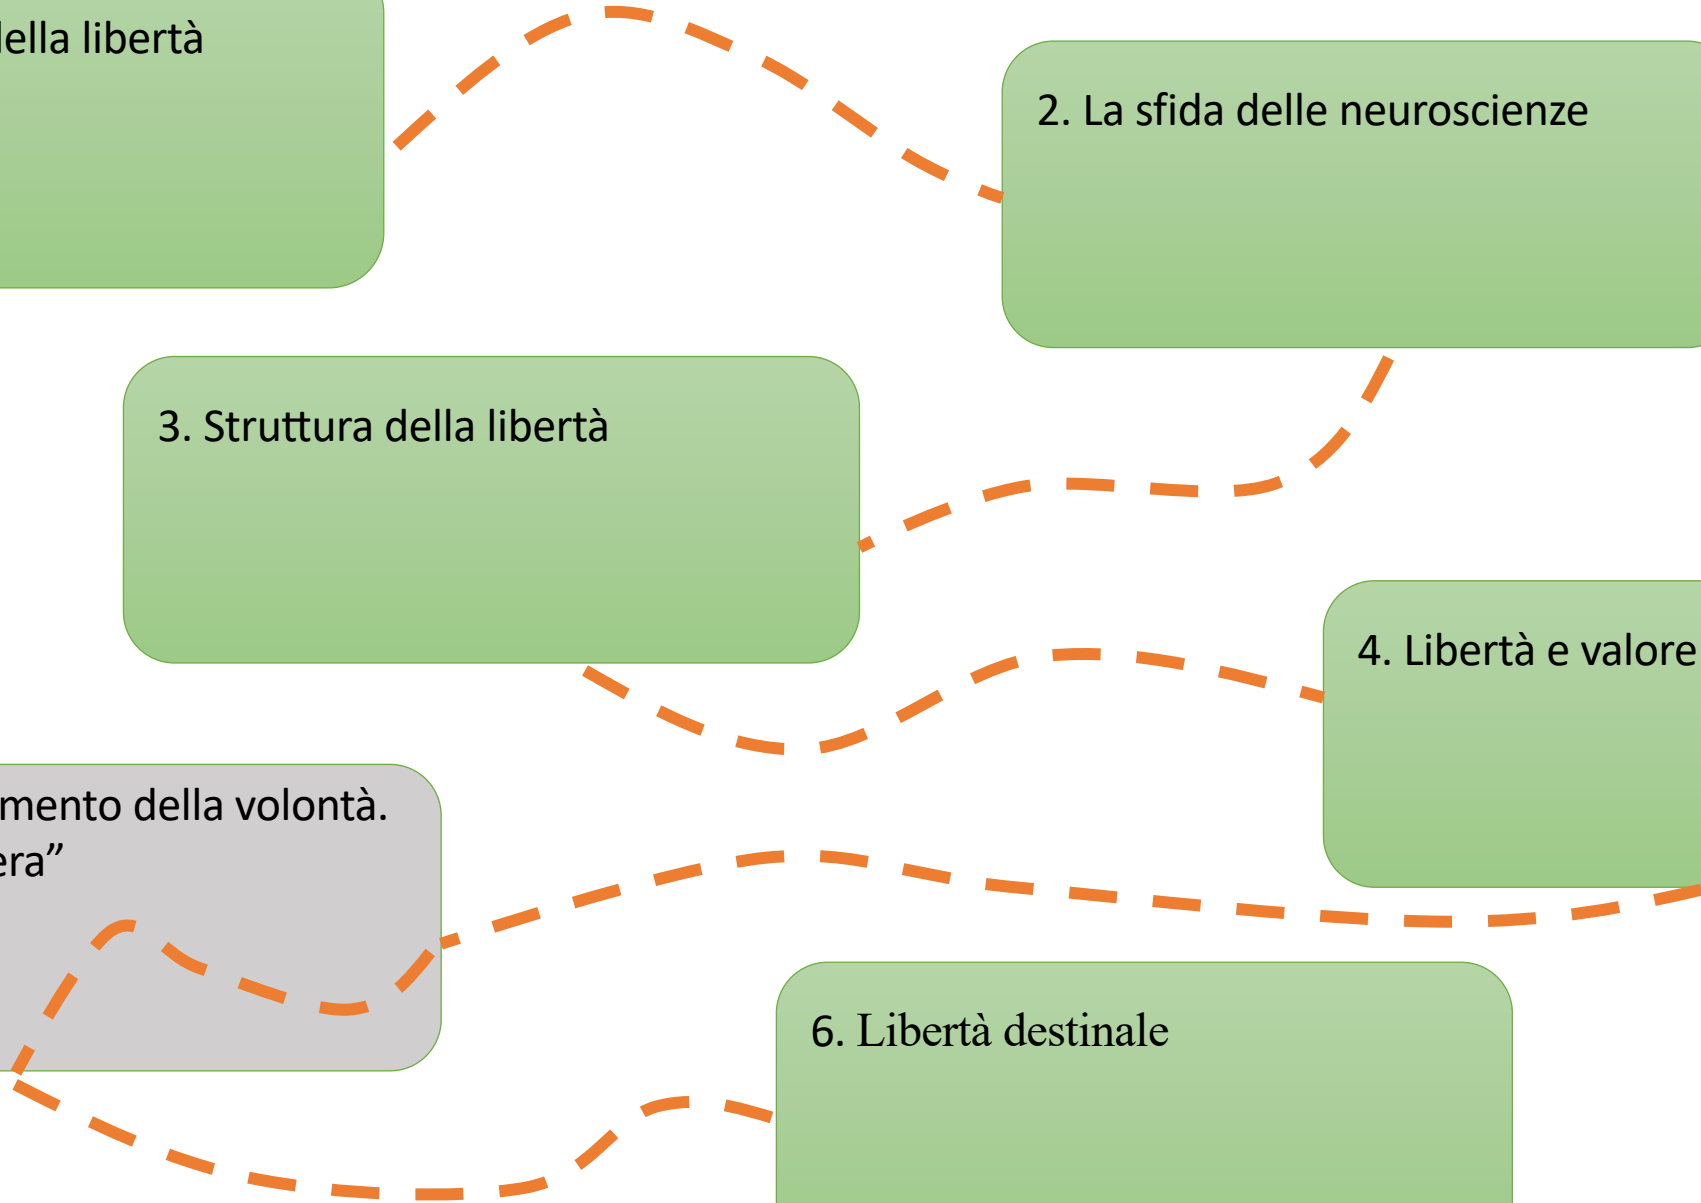 della libertà
2. La sfida delle neuroscienze
3. Struttura della libertà
4. Libertà e valore
mento della volontà.
era”
6. Libertà destinale